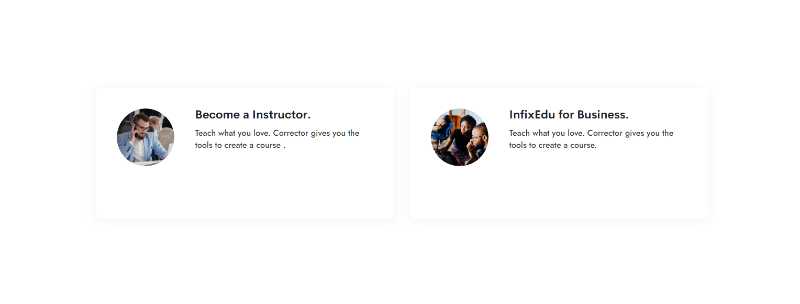 Become a Instructor.
Teach what you love. Corrector gives you the
tools to create a course .
InfixEdu for Business.
Teach what you love. Corrector gives you the
tools to create a course.